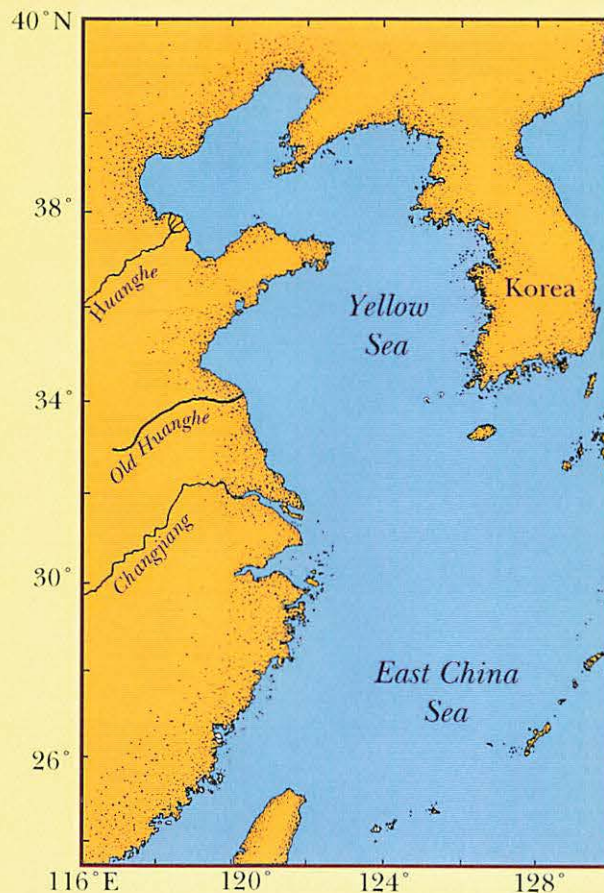 40°N
38°
Huanghe
Korea
Yellow
Sea
34°
Old Huanghe
Changjiang
30°
East China
Sea
26°
116°E
120°
124°
128°